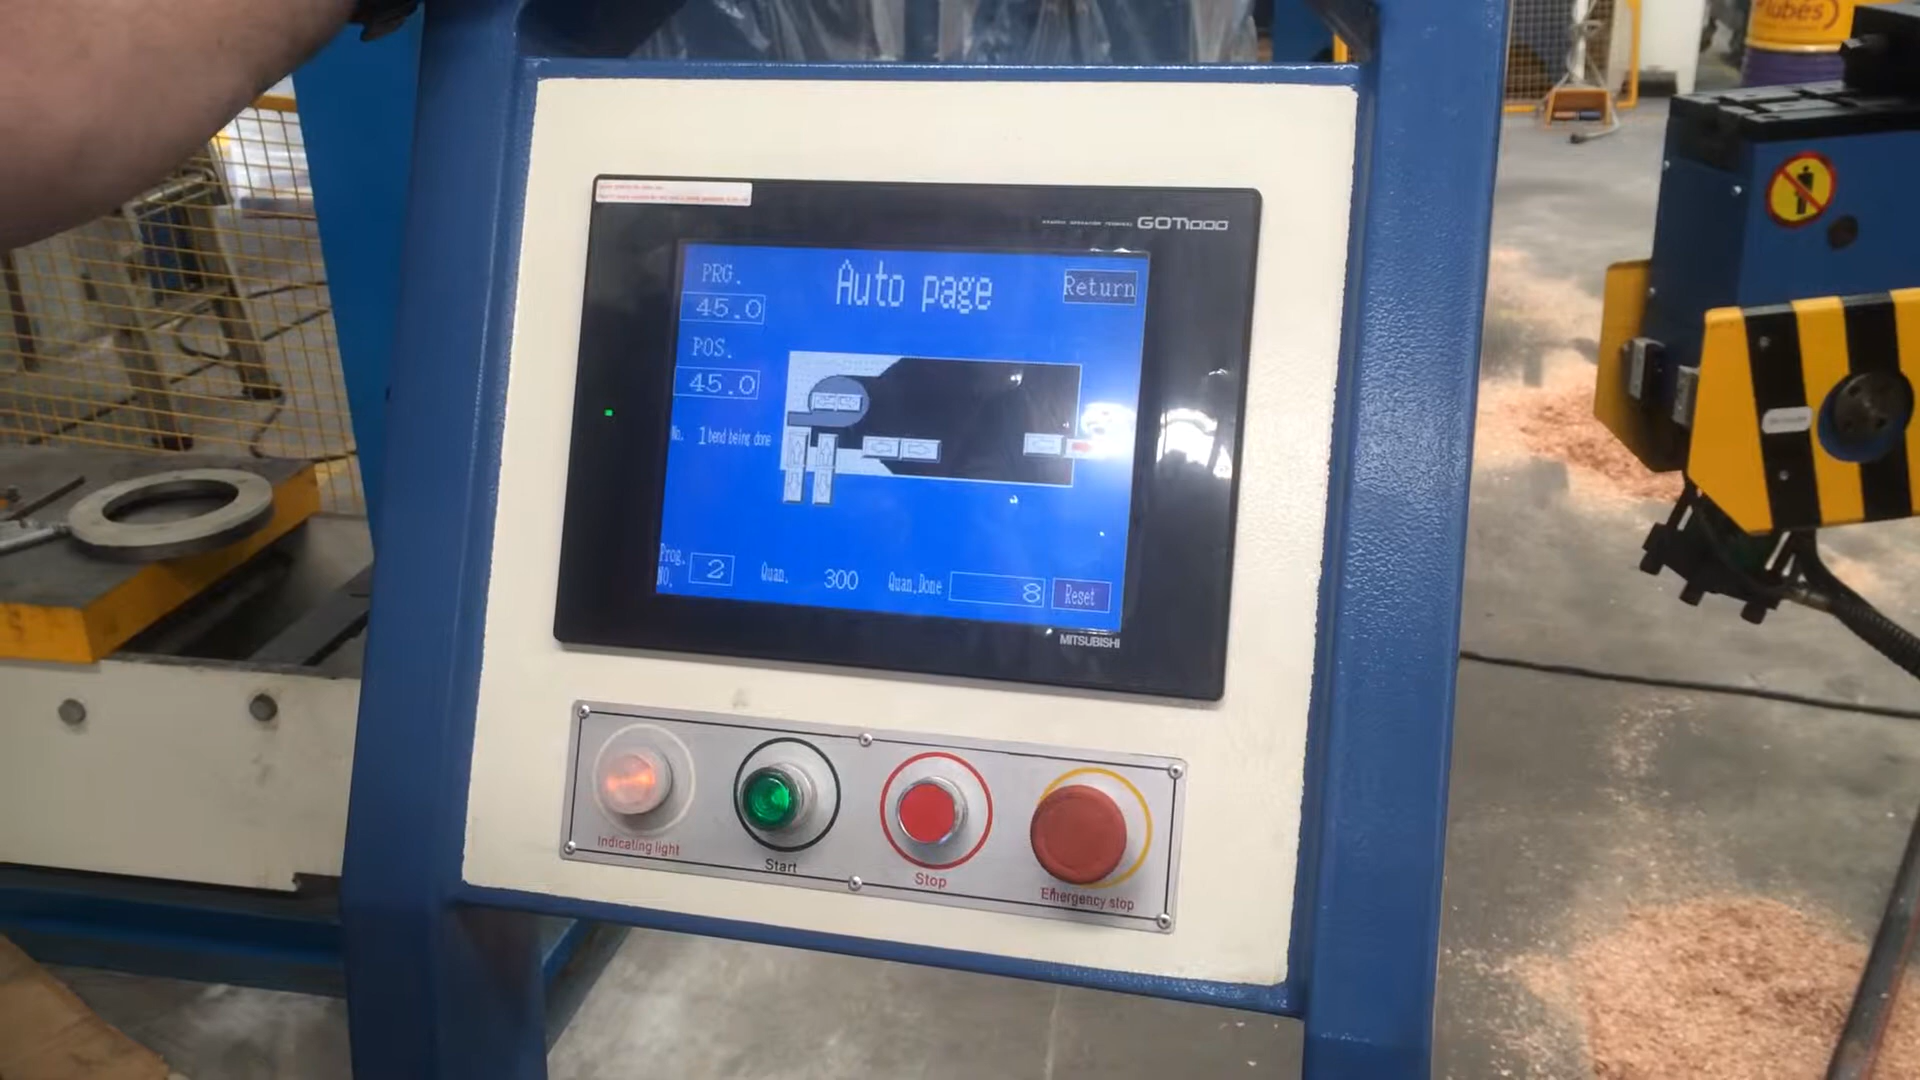 lubes
GOT1000
PRG.
Auto page
Return
45.0
POS.
45.0
No. 1 bend being done
Prog. NO. 2 Quan. 300 Quan.Done 8 Reset
MITSUBISHI
Indicating light
Start
Stop
Emergency stop